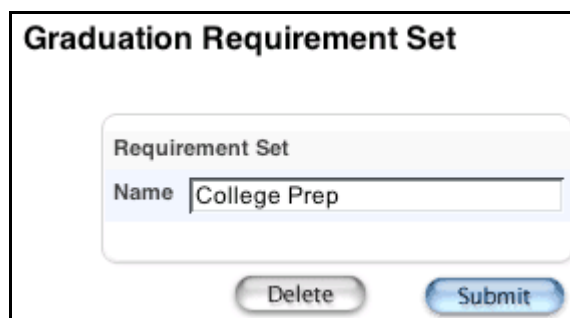 Graduation Requirement Set
Requirement Set
Name College Prep
Delete Submit